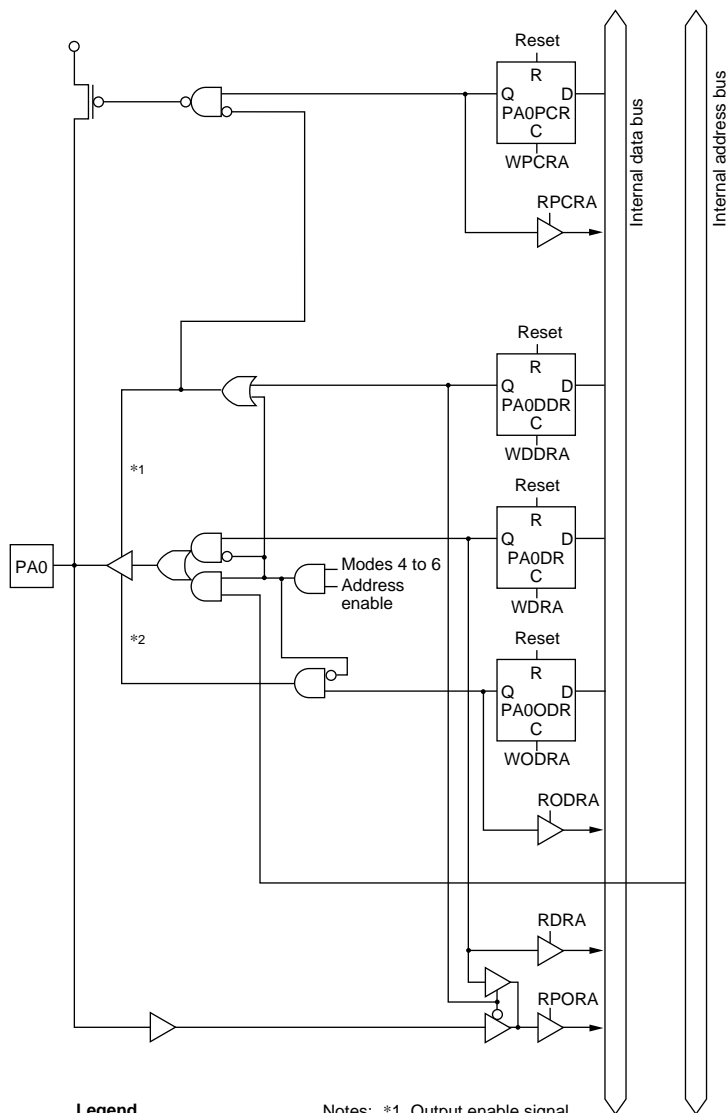 Reset
R
Q D
PA0PCR
C
WPCRA
RPCRA
Internal data bus
Internal address bus
Reset
R
Q D
PA0DDR
C
WDDRA
*1
Reset
R
Q D
PA0DR
C
WDRA
PA0
Modes 4 to 6
Address
enable
*2
Reset
R
Q D
PA0ODR
C
WODRA
RODRA
RDRA
RPORA
Legend
Notes: *1 Output enable signal